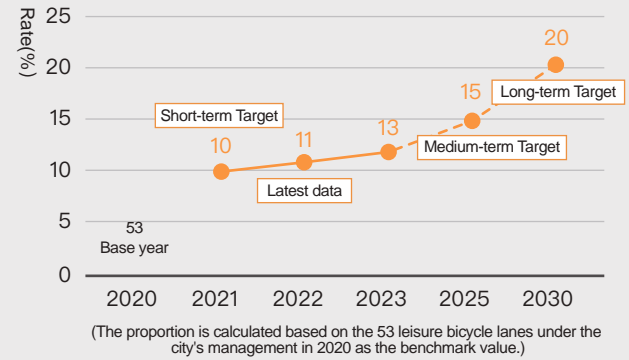 Rate(%)
25
20
15
10
5
0
20
15
13
11
10
Long-term Target
Short-term Target
Medium-term Target
Latest data
53
Base year
2020 2021 2022 2023 2025 2030
(The proportion is calculated based on the 53 leisure bicycle lanes under the
city's management in 2020 as the benchmark value.)